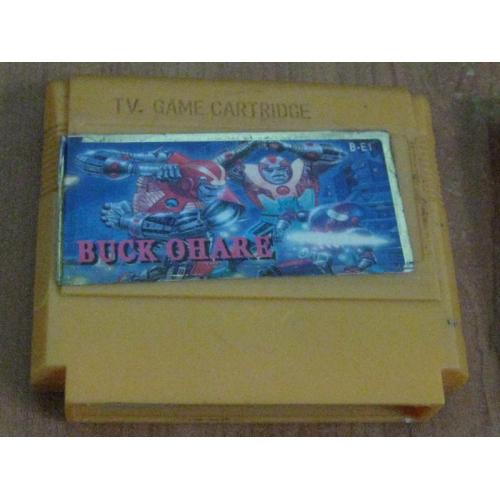 TV. GAME CARTRIDGE
B-E1
BUCK OHARE